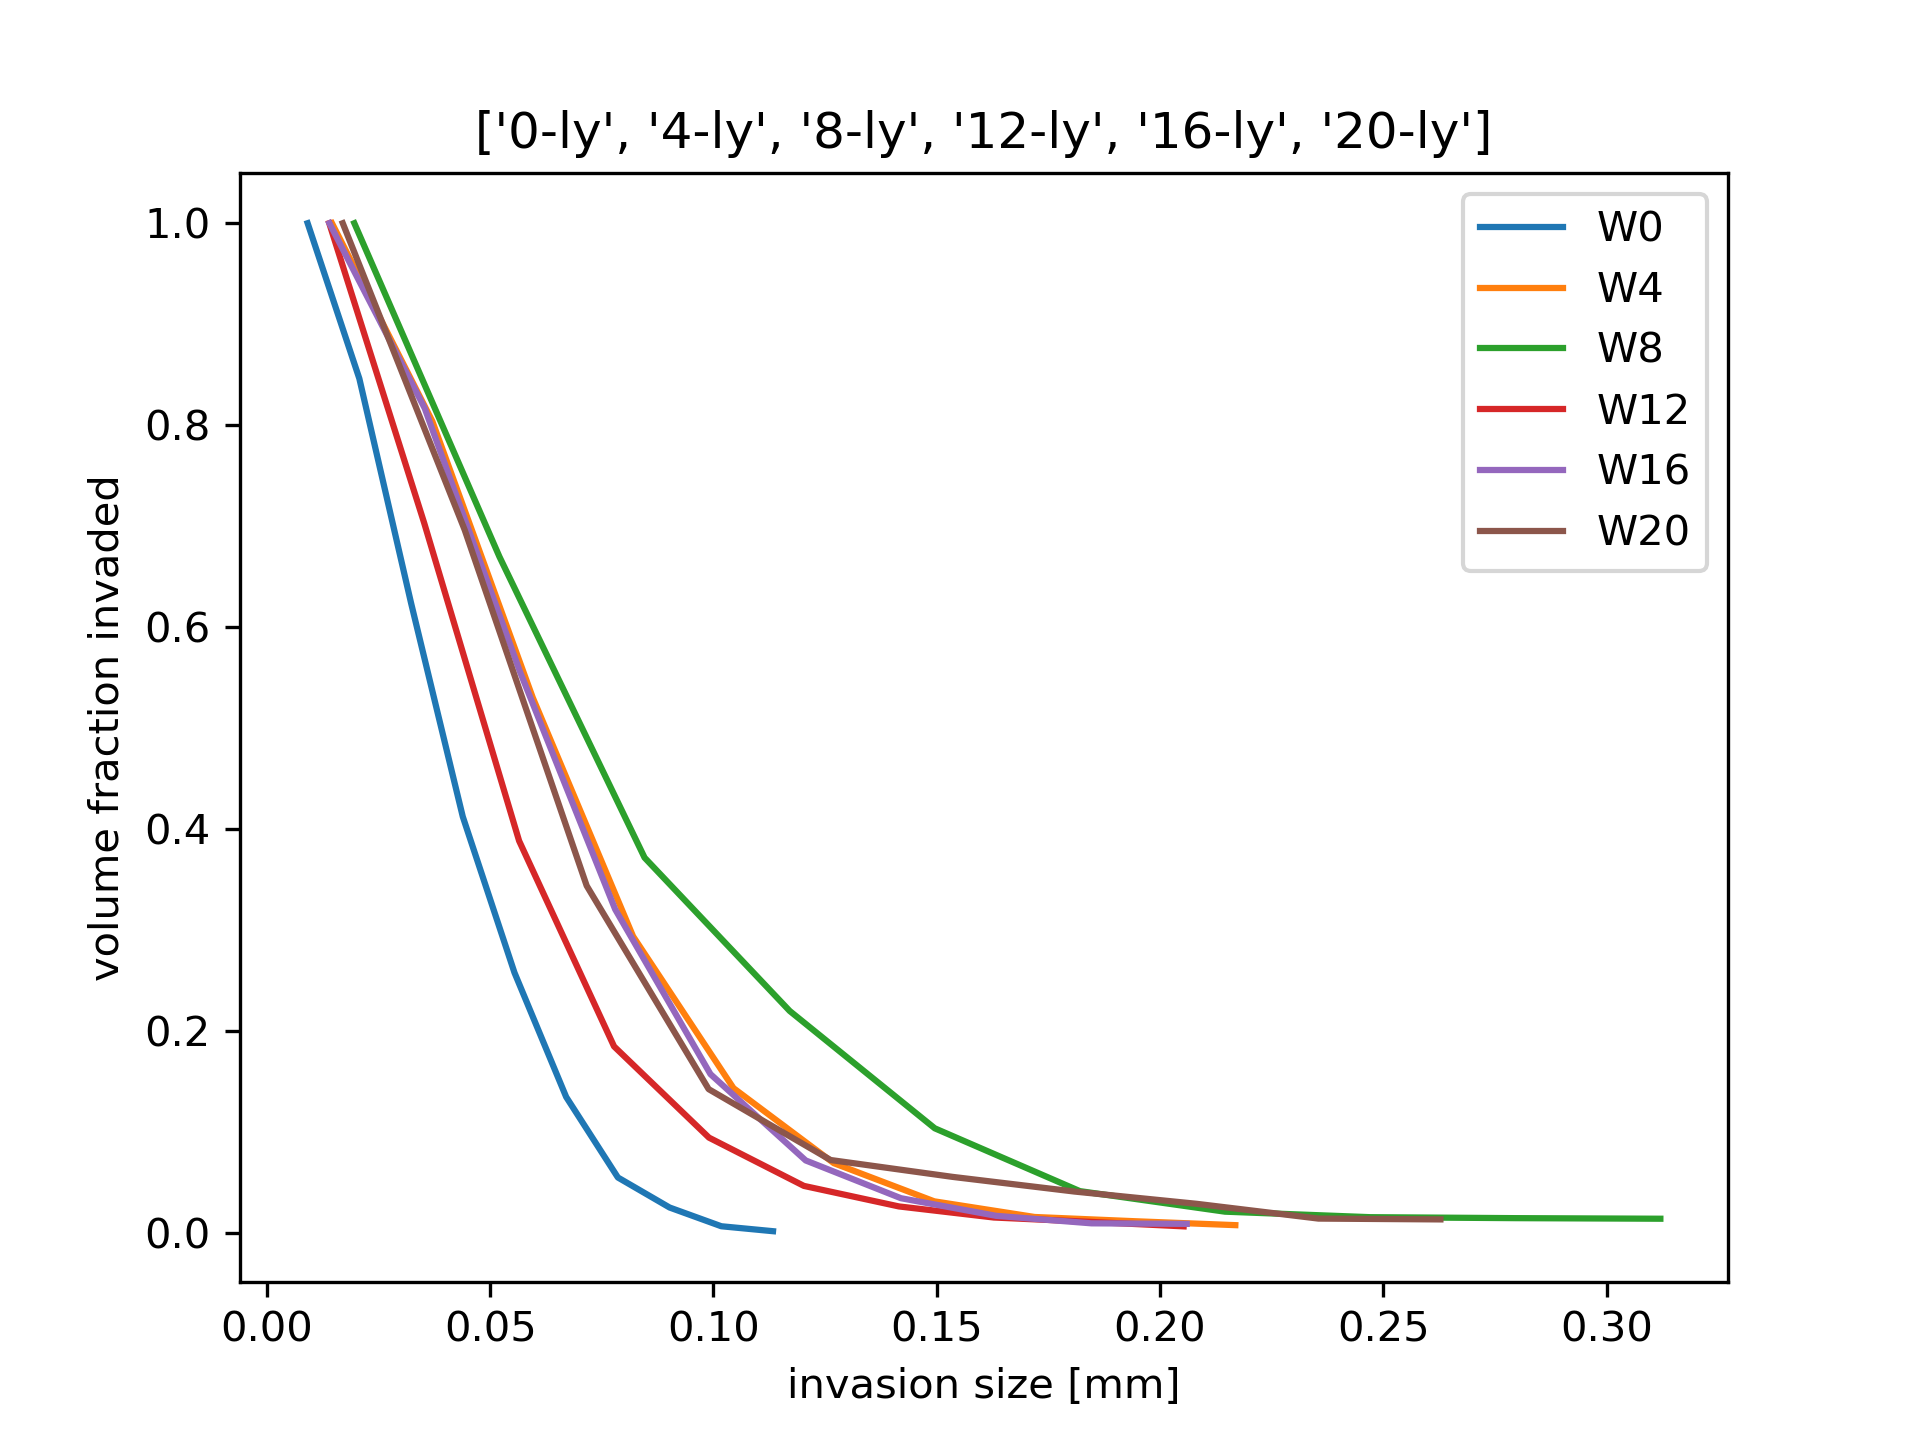 ['0-ly', '4-ly', '8-ly', '12-ly', '16-ly', '20-ly']
W0
W4
W8
W12
W16
W20
1.0
0.8
0.6
0.4
0.2
0.0
volume fraction invaded
0.00 0.05 0.10 0.15 0.20 0.25 0.30
invasion size [mm]